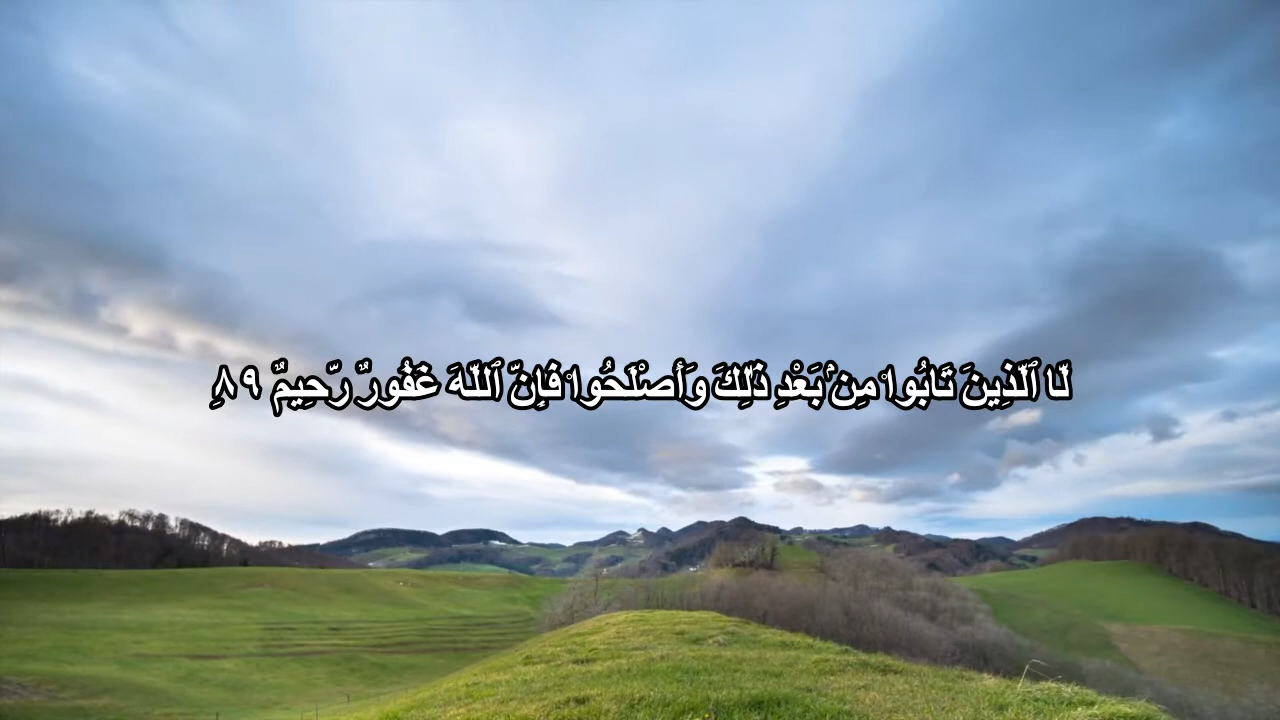 لَّا ٱلَّذِينَ تَابُوا۟ مِنۢ بَعْدِ ذَٰلِكَ وَأَصْلَحُوا۟ فَإِنَّ ٱللَّهَ غَفُورٌ رَّحِيمٌ ٨٩ِ